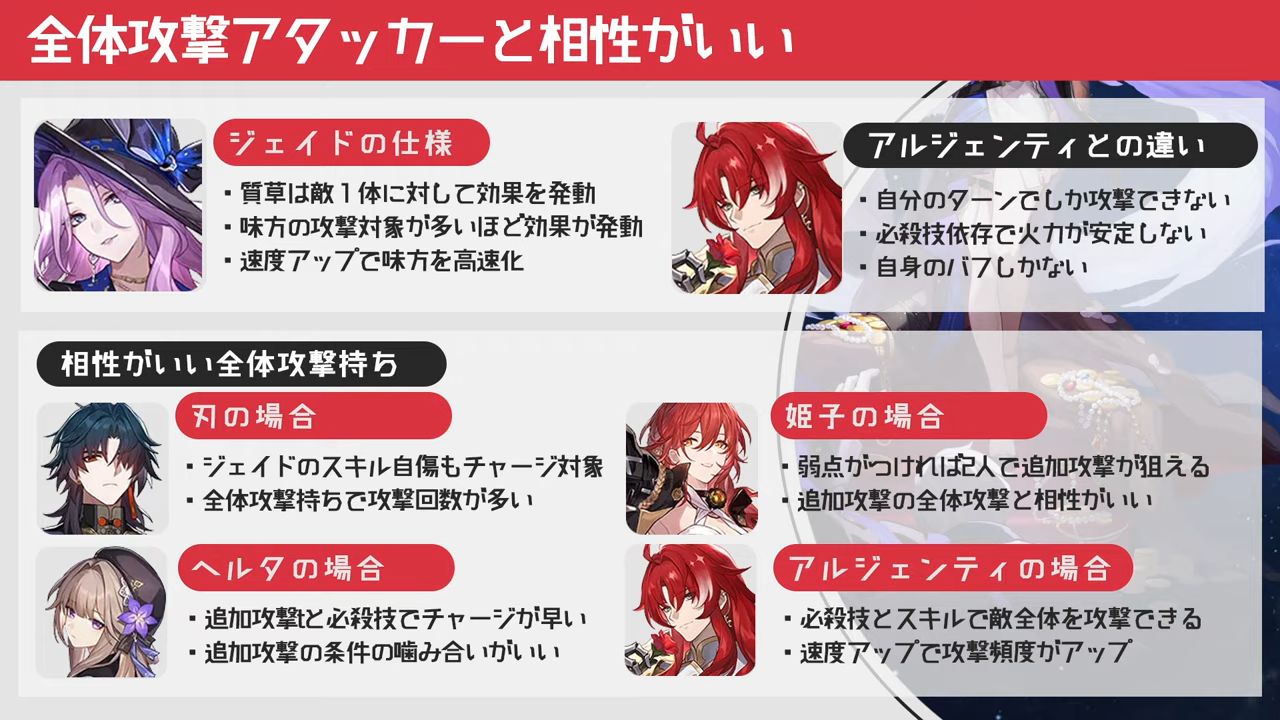 全体攻撃アタッカーと相性がいい
ジェイドの仕様
・質草は敵1体に対して効果を発動
・味方の攻撃対象が多いほど効果が発動
・速度アップで味方を高速化
アルジェンティとの違い
・自分のターンでしか攻撃できない
・必殺技依存で火力が安定しない
・自身のバフしかない
相性がいい全体攻撃持ち
刃の場合
・ジェイドのスキル自傷もチャージ対象
・全体攻撃持ちで攻撃回数が多い
姫子の場合
・弱点がつければ2人で追加攻撃が狙える
・追加攻撃の全体攻撃と相性がいい
ヘルタの場合
・追加攻撃tと必殺技でチャージが早い
・追加攻撃の条件の噛み合いがいい
アルジェンティの場合
・必殺技とスキルで敵全体を攻撃できる
・速度アップで攻撃頻度がアップ